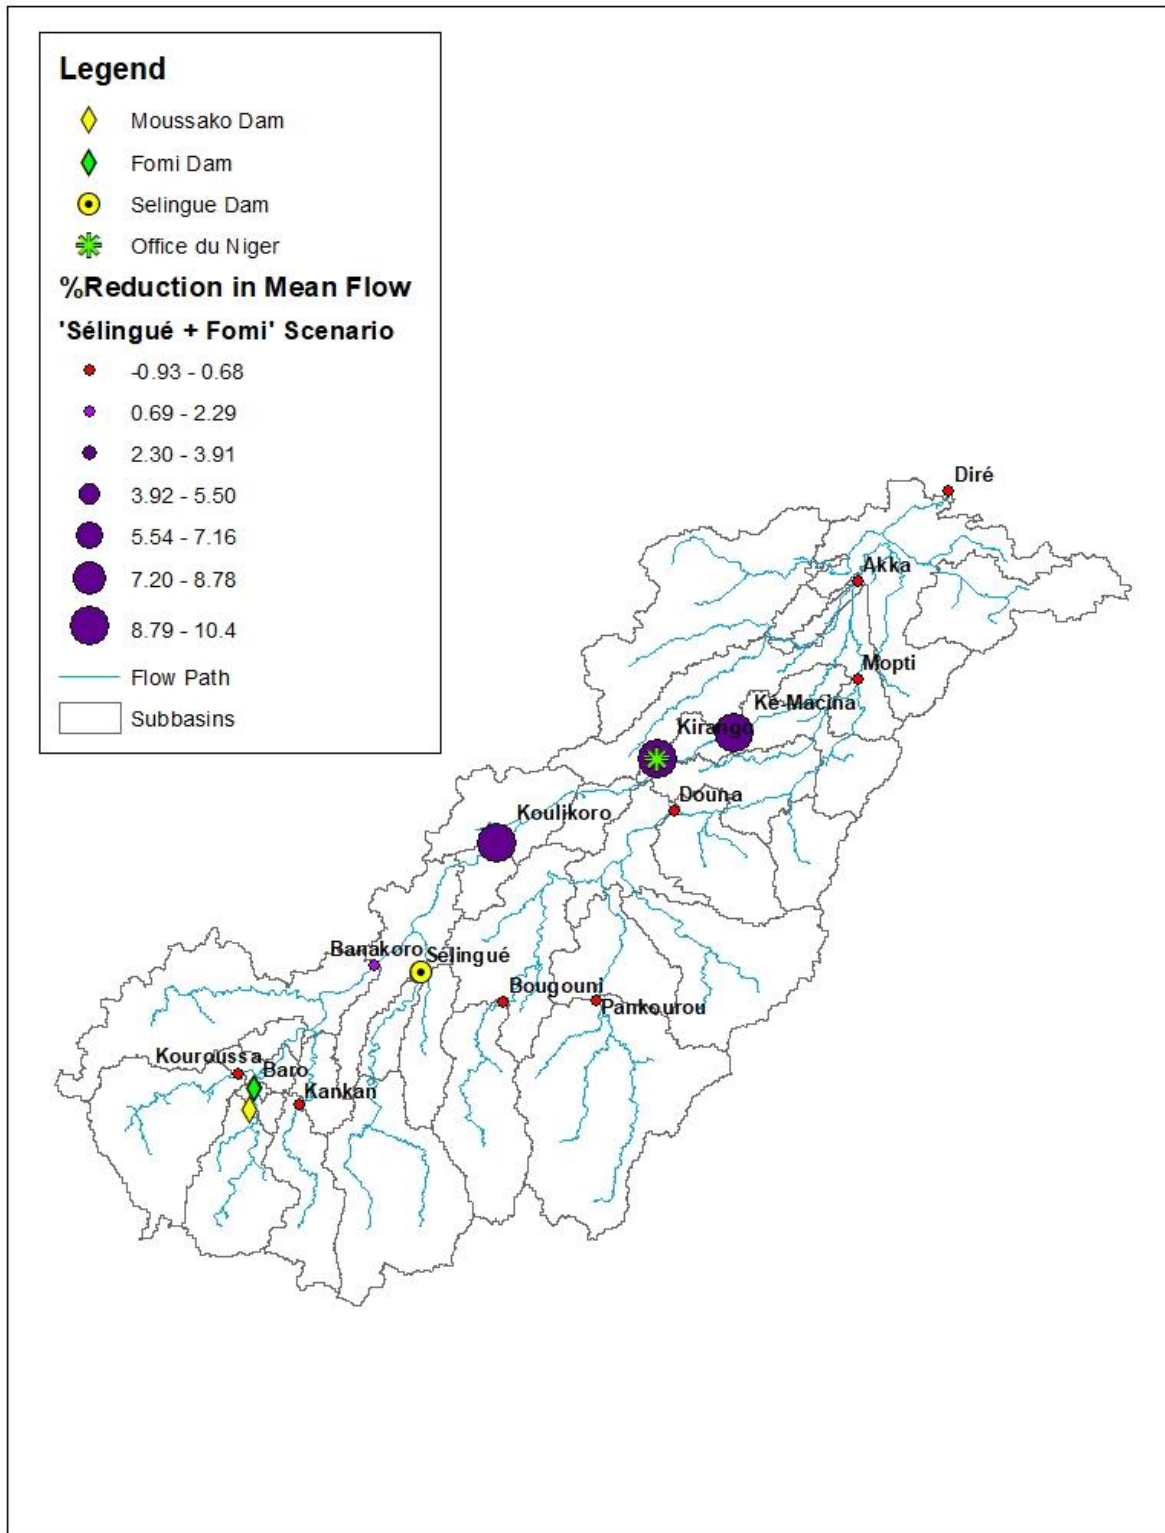 Legend
Moussako Dam
Fomi Dam
Selingue Dam
Office du Niger
%Reduction in Mean Flow
'Sélingué + Fomi' Scenario
-0.93 - 0.68
0.69 - 2.29
2.30 - 3.91
3.92 - 5.50
5.54 - 7.16
7.20 - 8.78
8.79 - 10.4
Flow Path
Subbasins
Diré
Akka
Mopti
Ke-Macina
Kirango
Douna
Koulikoro
Banakoro
Sélingué
Bougouni
Pankourou
Kouroussa
Baro
Kankan